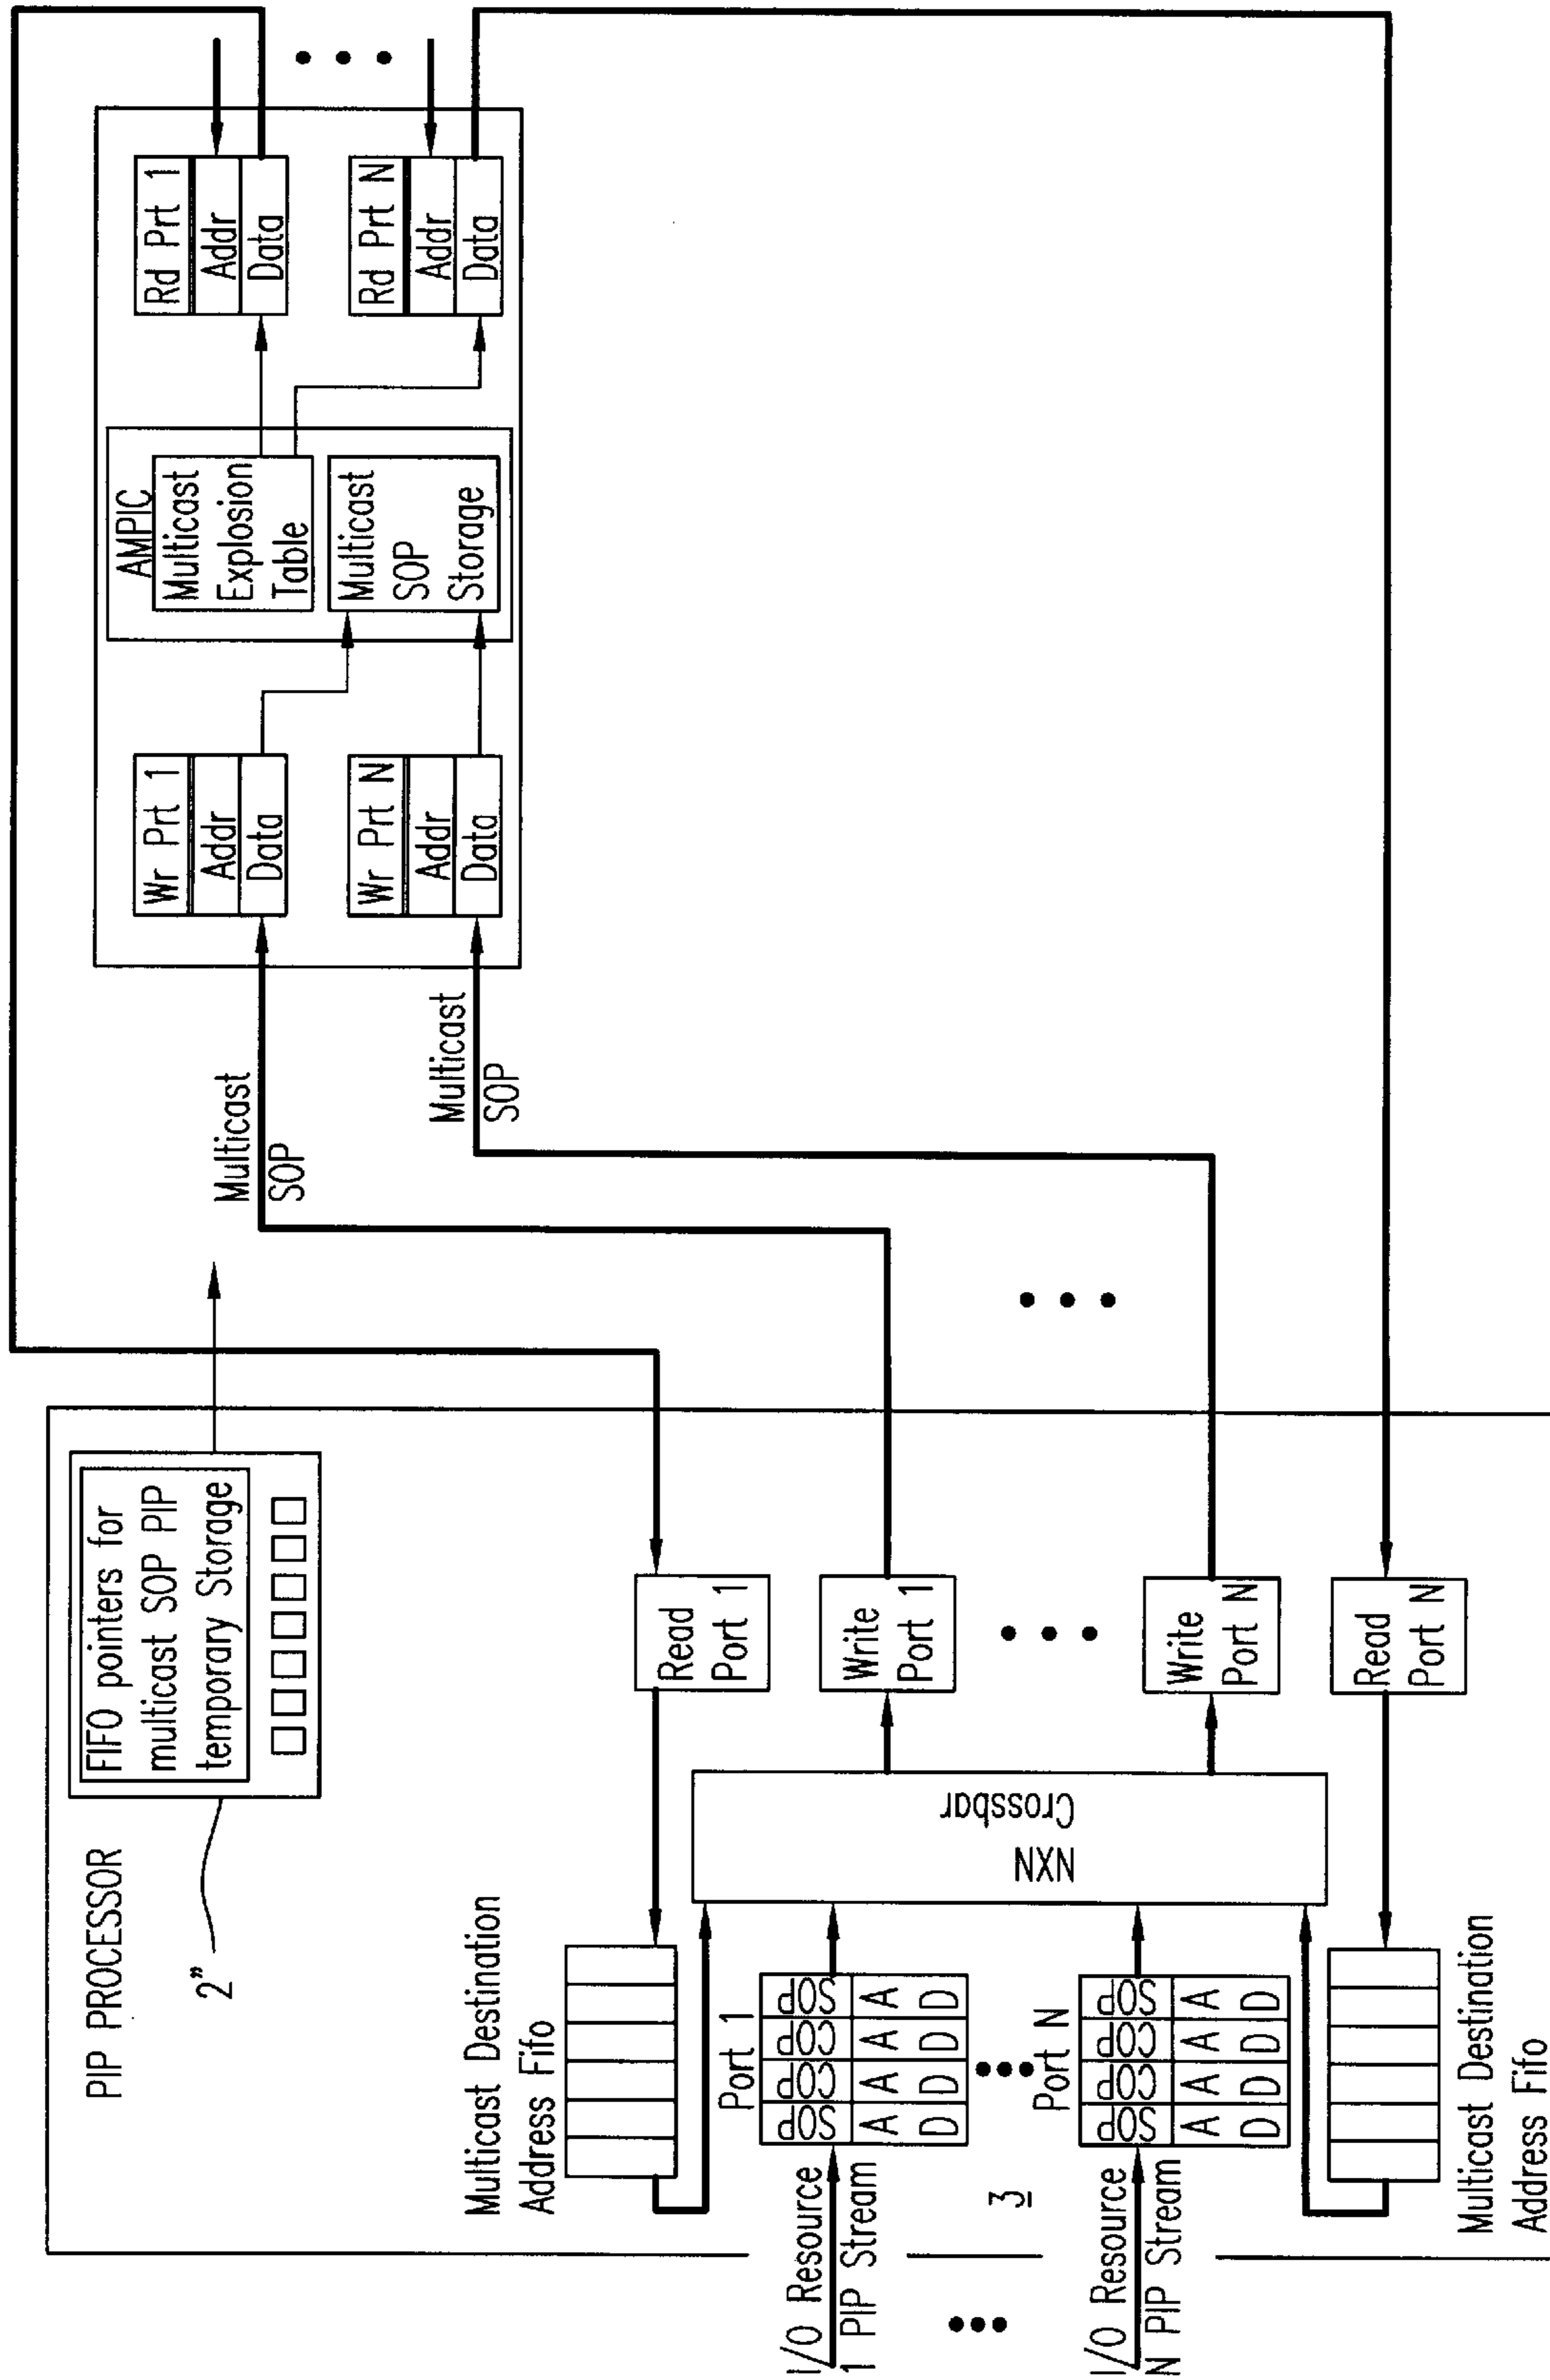 PIP PROCESSOR
2”
FIFO pointers for
multicast SOP PIP
temporary Storage
Multicast Destination
Address Fifo
Read
Port 1
Write
Port 1
Write
Port N
Read
Port N
NXN
Crossbar
Port 1
SOP COP COP SOP
A A A A
D D D D
Port N
SOP COP COP SOP
A A A A
D D D D
I/O Resource
1 PIP Stream
3
I/O Resource
N PIP Stream
Multicast Destination
Address Fifo
Multicast
SOP
Multicast
SOP
Wr Prt 1
Addr
Data
Wr Prt N
Addr
Data
AMPIC
Multicast
Explosion
Table
Multicast
SOP
Storage
Rd Prt 1
Addr
Data
Rd Prt N
Addr
Data